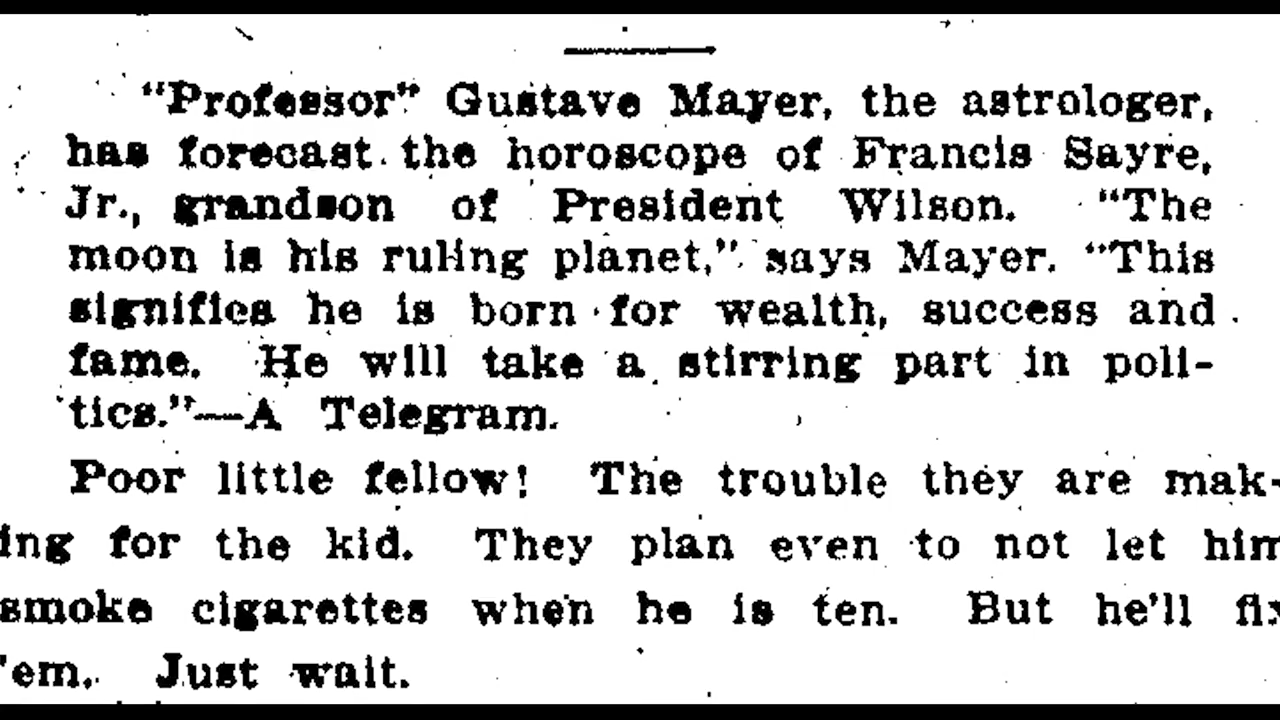 "Professor" Gustave Mayer, the astrologer,
has forecast the horoscope of Francis Sayre,
Jr., grandson of President Wilson. "The
moon is his ruling planet," says Mayer. "This
signifies he is born for wealth, success and
fame. He will take a stirring part in poli-
tics."—A Telegram.
Poor little fellow! The trouble they are mak-
ing for the kid. They plan even to not let him
smoke cigarettes when he is ten. But he'll fix
'em. Just wait.